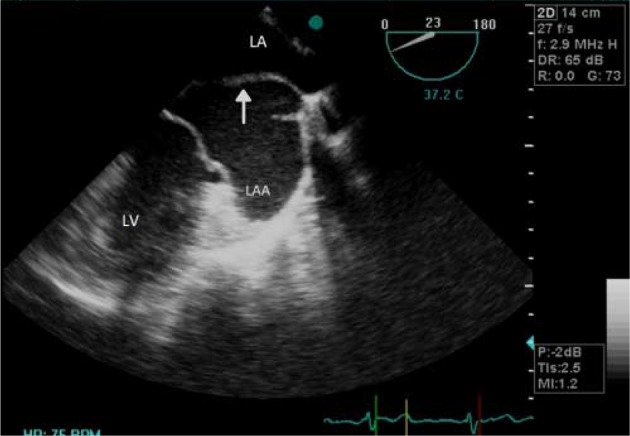 LA
LAA
LV
0 23 180
37.2 C
2D 14 cm
27 f/s
f: 2.9 MHz H
DR: 65 dB
R: 0.0 G: 73
P:-2dB
TIs:2.5
MI:1.2
HR: 75 BPM